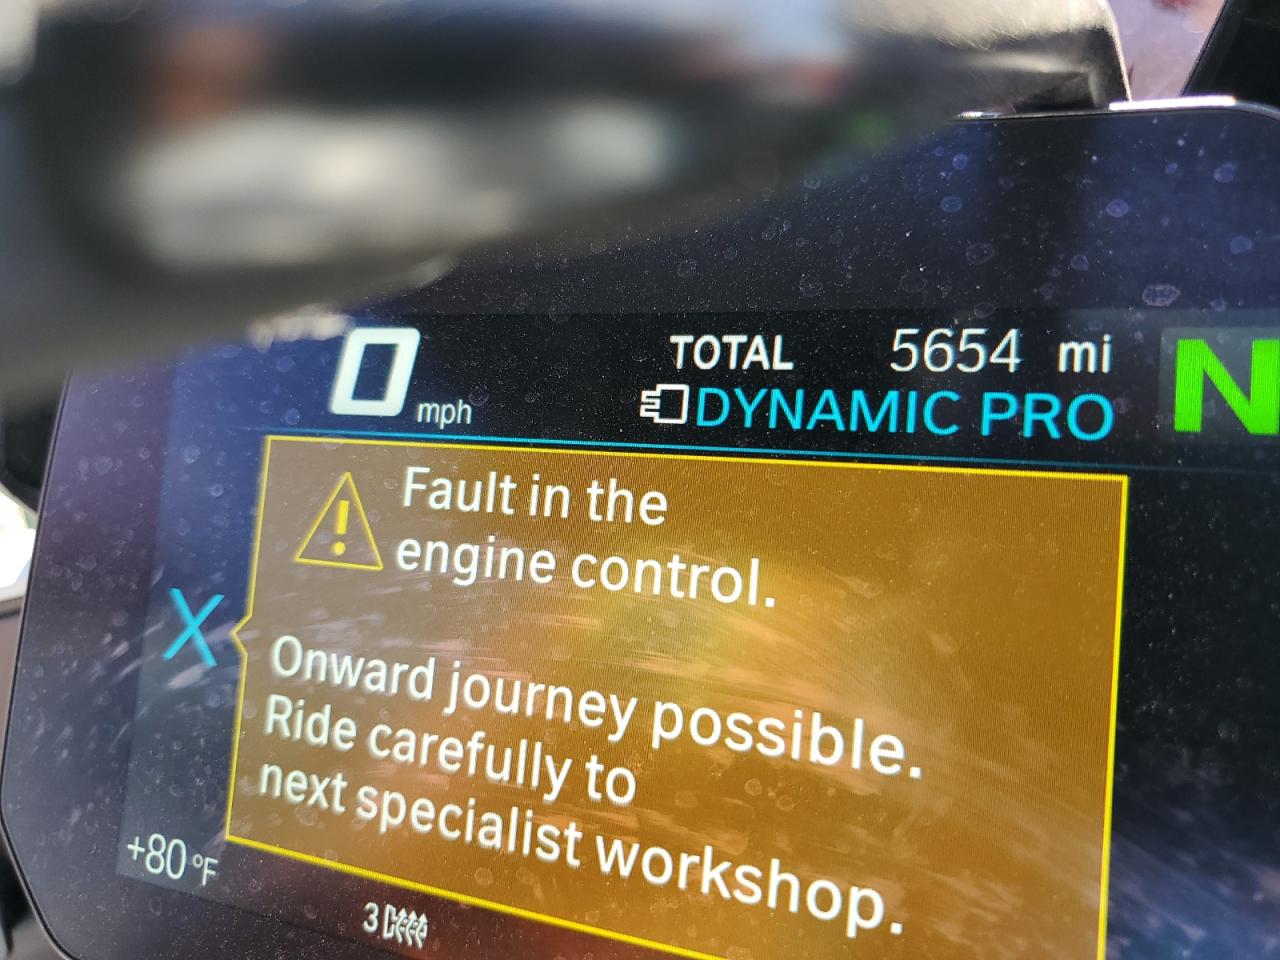 0 mph TOTAL 5654 mi N
DYNAMIC PRO
Fault in the
engine control.
Onward journey possible.
Ride carefully to
next specialist workshop.
X
+80°F
3